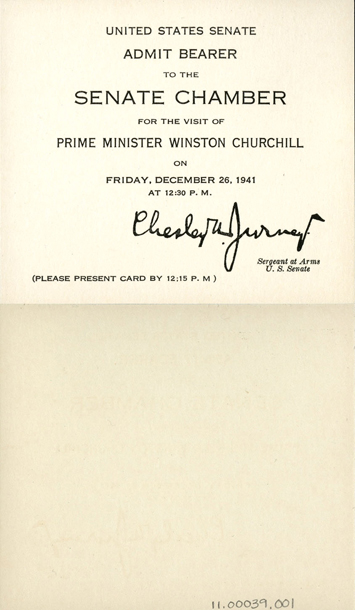 UNITED STATES SENATE
ADMIT BEARER
TO THE
SENATE CHAMBER
FOR THE VISIT OF
PRIME MINISTER WINSTON CHURCHILL
ON
FRIDAY, DECEMBER 26, 1941
AT 12:30 P. M.
Chesley W. Jurney.
Sergeant at Arms
U. S. Senate
(PLEASE PRESENT CARD BY 12:15 P. M )
11.00039.001